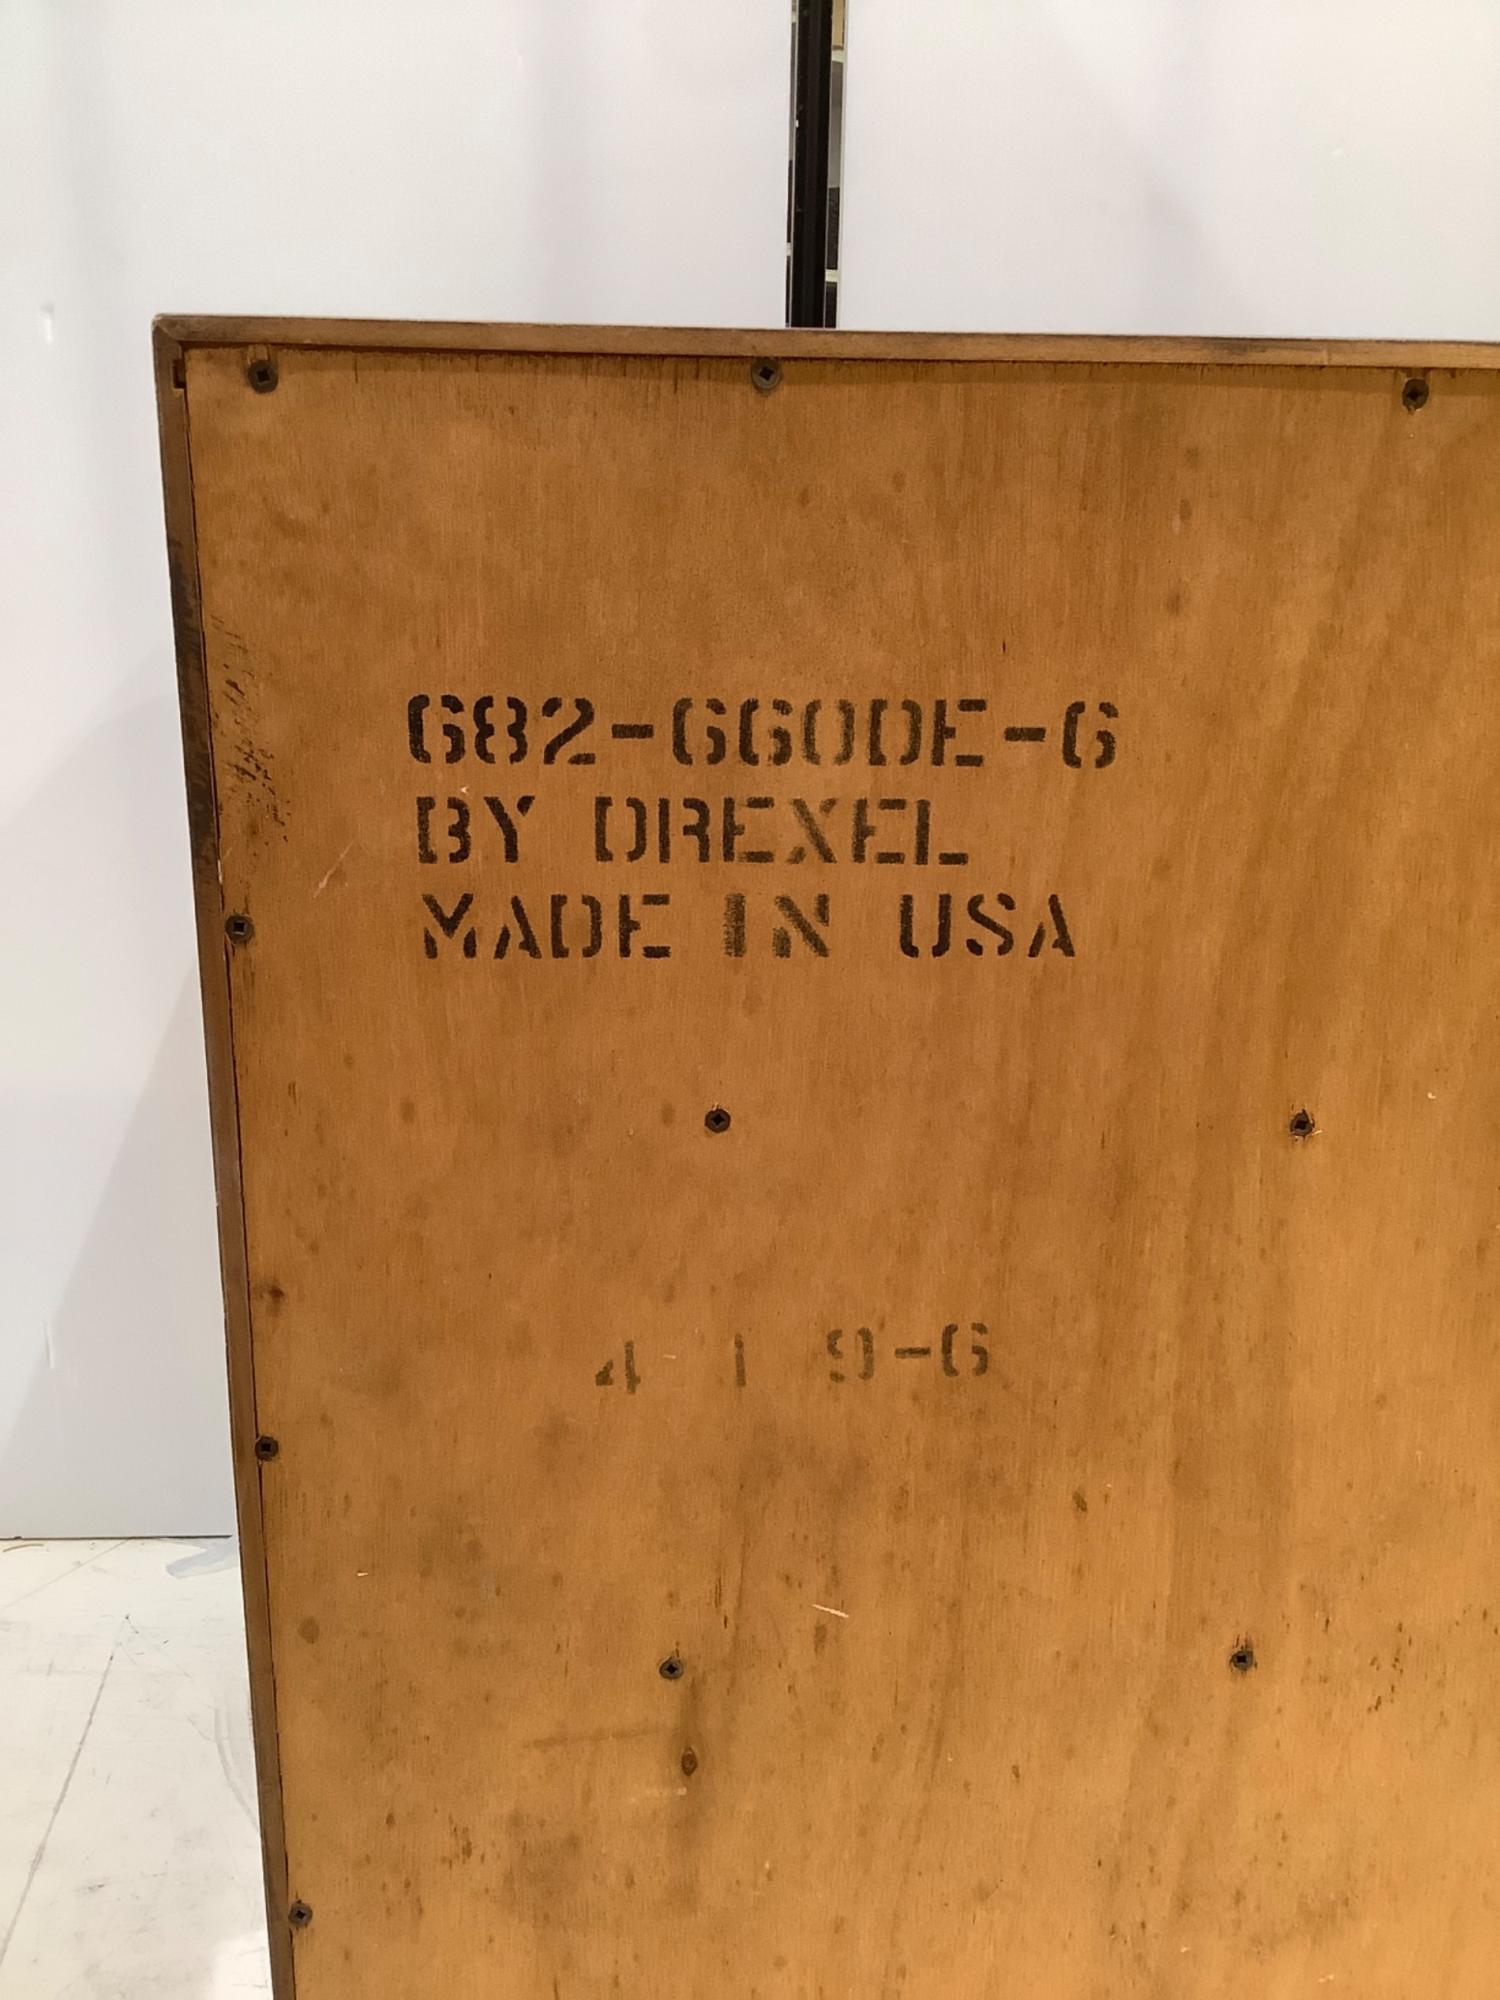 682-660DE-6
BY DREXEL
MADE IN USA
4 1 9-6